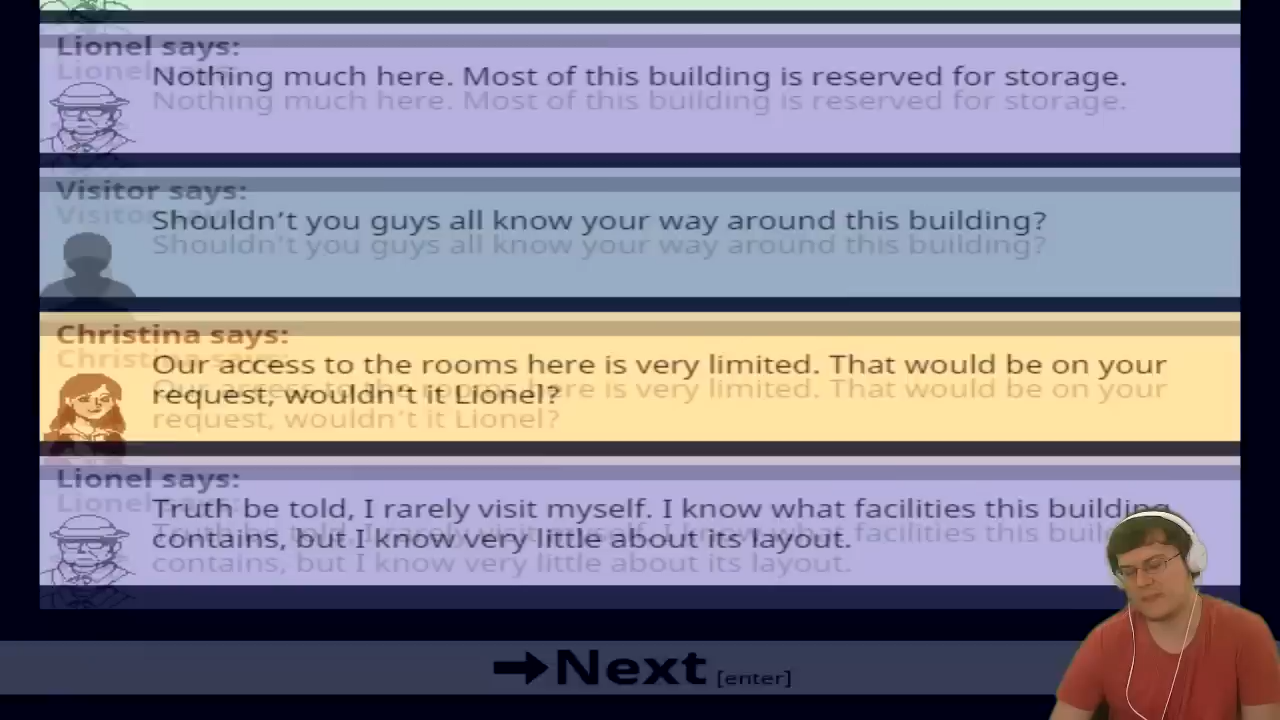 Lionel says:
Nothing much here. Most of this building is reserved for storage.
Visitor says:
Shouldn't you guys all know your way around this building?
Christina says:
Our access to the rooms here is very limited. That would be on your
request, wouldn't it Lionel?
Lionel says:
Truth be told, I rarely visit myself. I know what facilities this building
contains, but I know very little about its layout.
➡Next [enter]